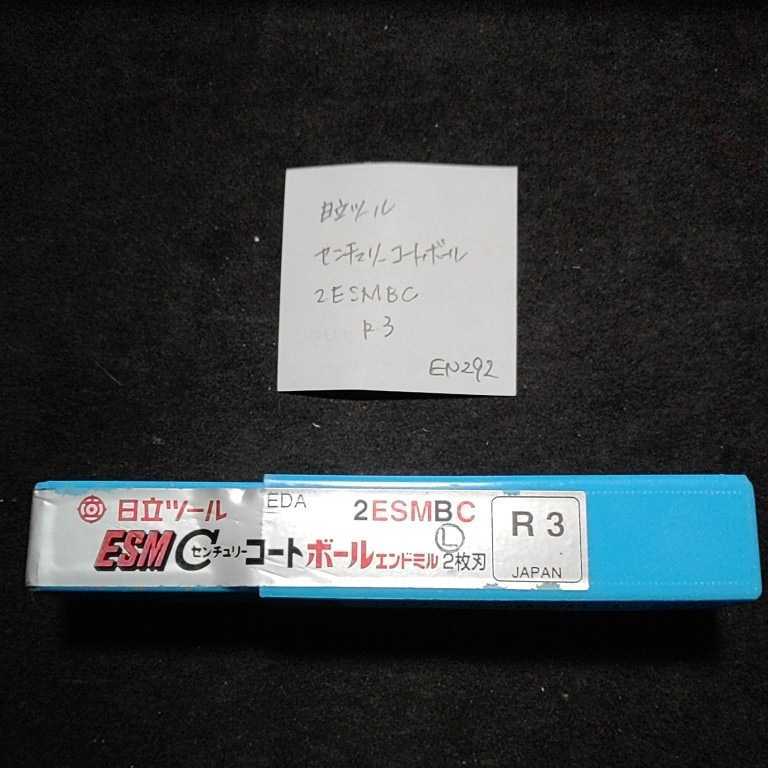 日立ツール
センチュリーコートボール
2ESMBC
R3
EN292
日立ツール
EDA 2ESMBC
ESM C センチュリーコート ボール エンドミル 2枚刃
L
R 3
JAPAN